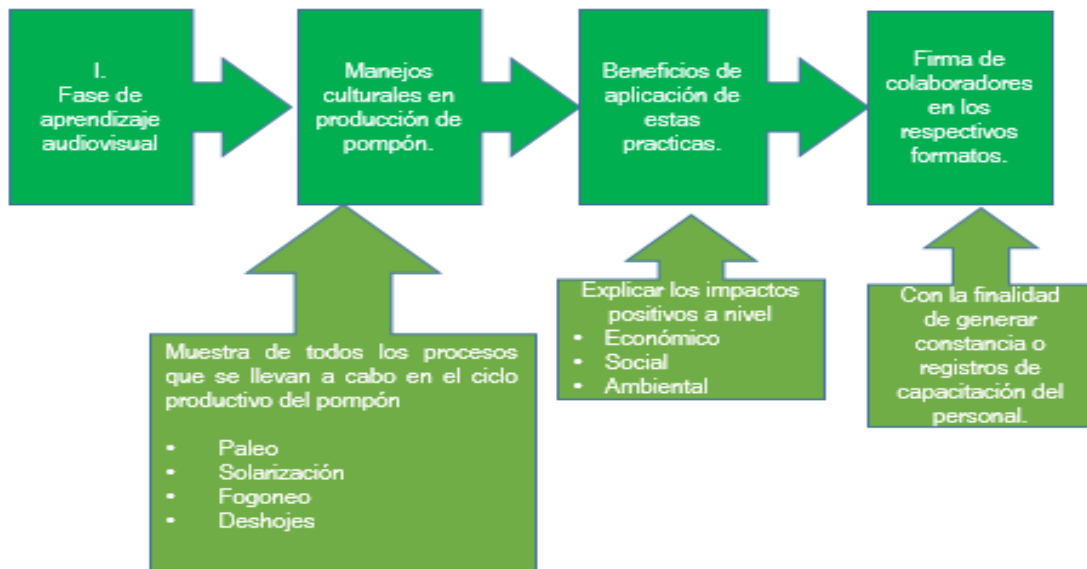 I.
Fase de
aprendizaje
audiovisual
Manejos
culturales en
producción de
pompón.
Beneficios de
aplicación de
estas
practicas.
Firma de
colaboradores
en los
respectivos
formatos.
Muestra de todos los procesos
que se llevan a cabo en el ciclo
productivo del pompón
• Paleo
• Solarización
• Fogoneo
• Deshojes
Explicar los impactos
positivos a nivel
• Económico
• Social
• Ambiental
Con la finalidad
de generar
constancia o
registros de
capacitación del
personal.